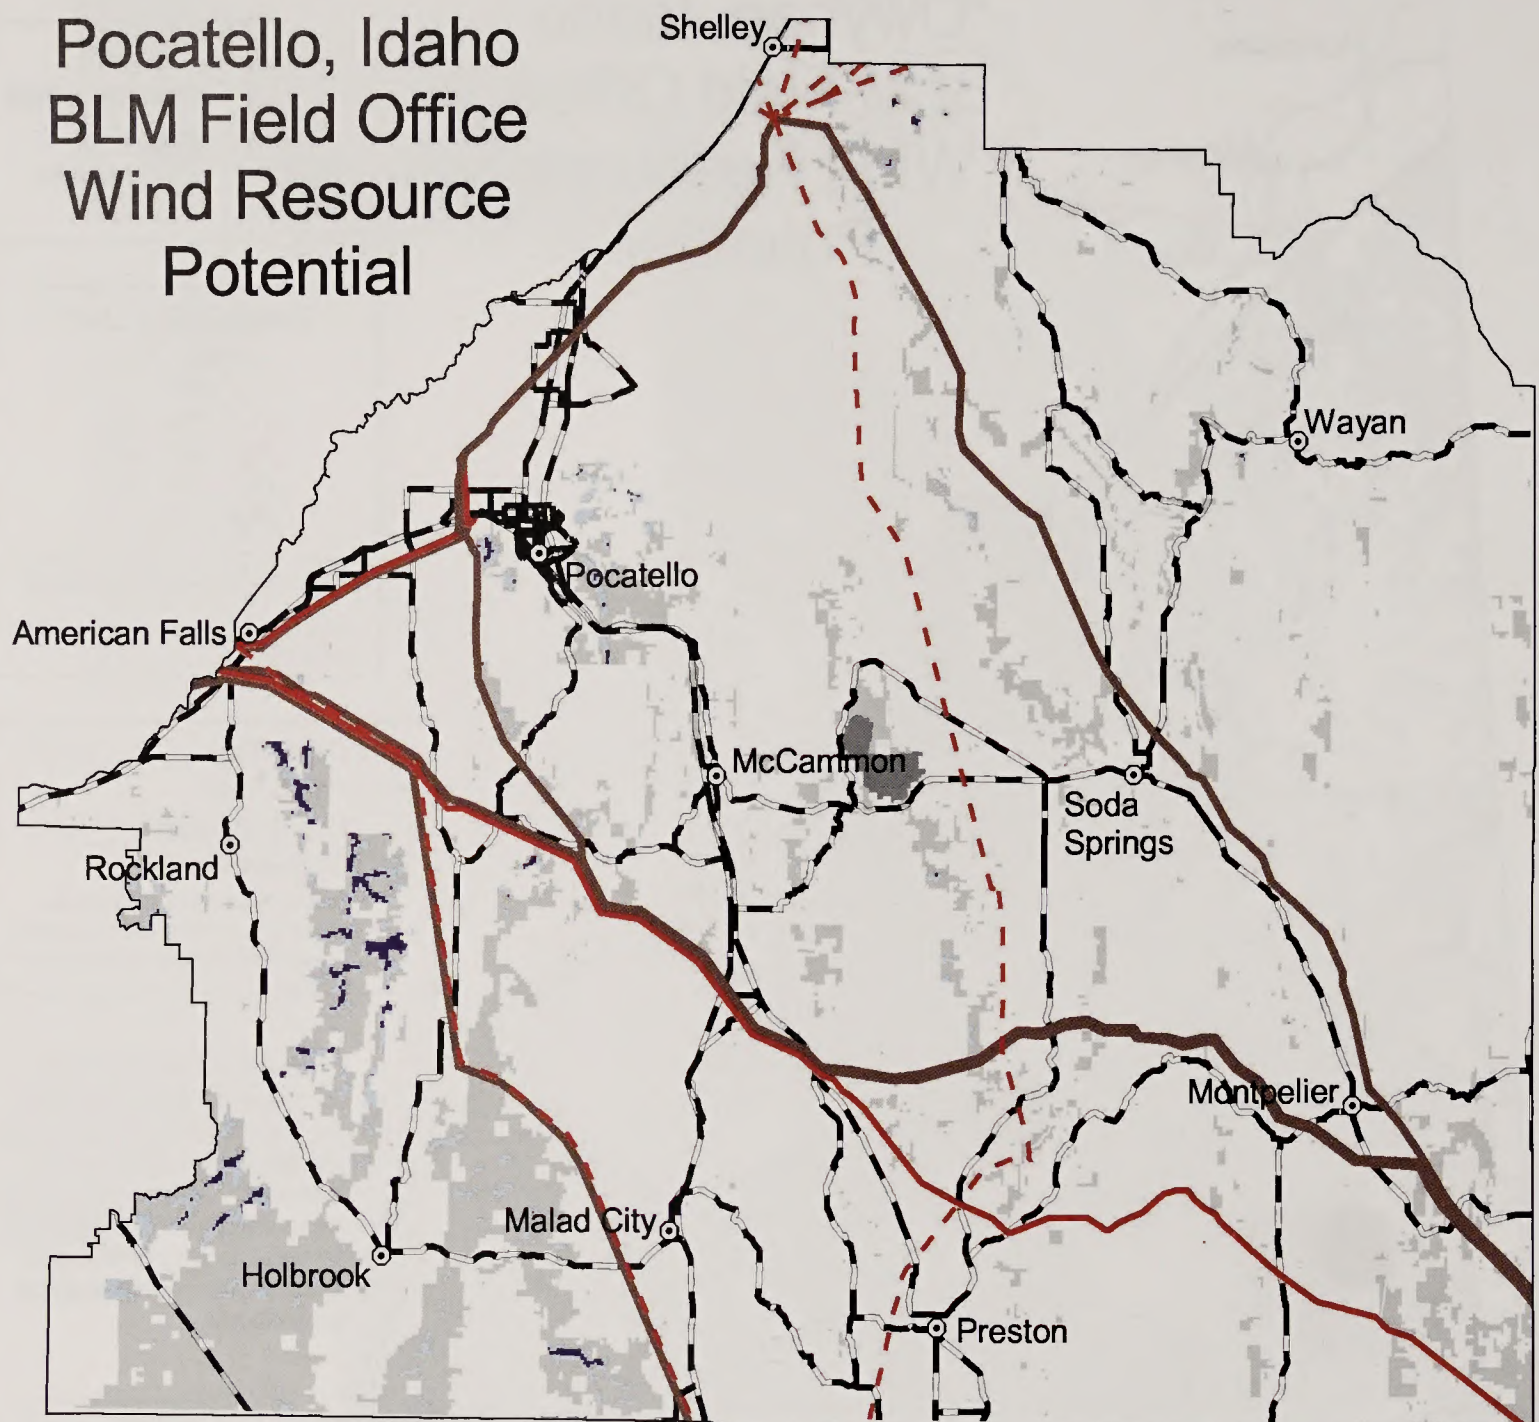 Pocatello, Idaho
BLM Field Office
Wind Resource
Potential
Shelley
Wayan
Pocatello
American Falls
McCammon
Soda
Springs
Rockland
Montpelier
Malad City
Holbrook
Preston